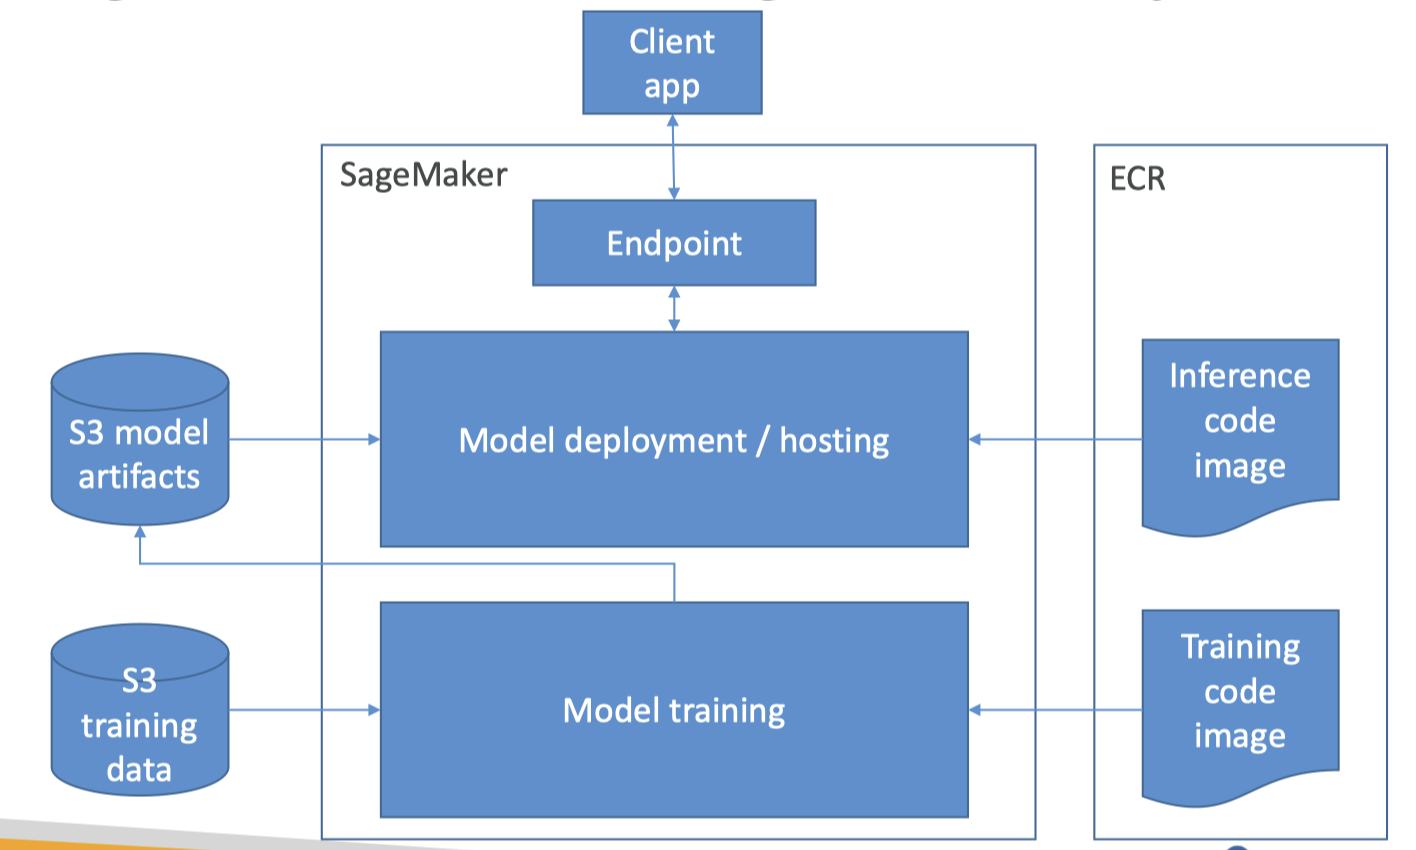 Client
app
SageMaker
ECR
Endpoint
S3 model
artifacts
Model deployment / hosting
Inference
code
image
S3
training
data
Model training
Training
code
image